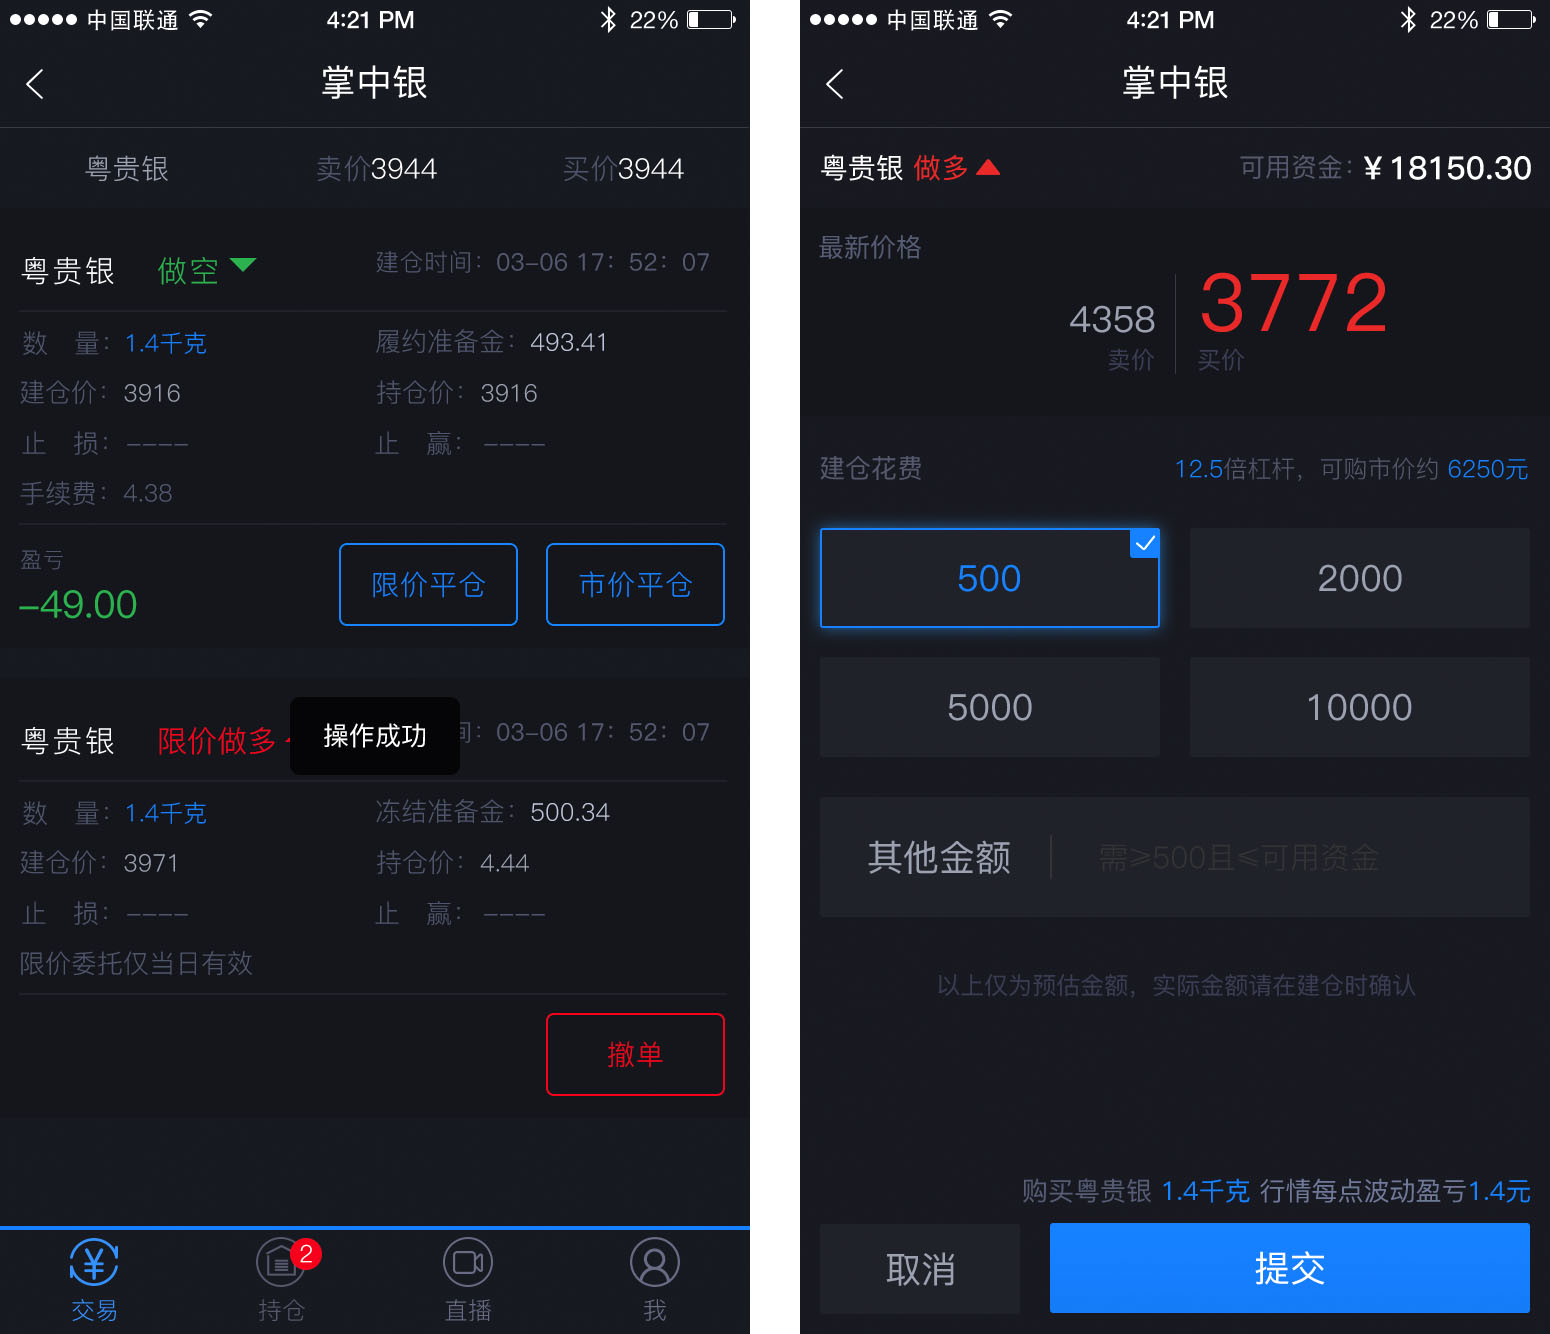 中国联通 4:21 PM 22%
掌中银
粤贵银 卖价3944 买价3944
粤贵银 做空 建仓时间：03-06 17：52：07
数 量：1.4千克 履约准备金：493.41
建仓价：3916 持仓价：3916
止 损：---- 止 赢：----
手续费：4.38
盈亏
-49.00 限价平仓 市价平仓
粤贵银 限价做多 操作成功 间：03-06 17：52：07
数 量：1.4千克 冻结准备金：500.34
建仓价：3971 持仓价：4.44
止 损：---- 止 赢：----
限价委托仅当日有效
撤单
2
交易 持仓 直播 我
中国联通 4:21 PM 22%
掌中银
粤贵银 做多 可用资金：¥18150.30
最新价格
4358 3772
卖价 买价
建仓花费 12.5倍杠杆，可购市价约 6250元
500 2000
5000 10000
其他金额 需≥500且≤可用资金
以上仅为预估金额，实际金额请在建仓时确认
购买粤贵银 1.4千克 行情每点波动盈亏1.4元
取消 提交